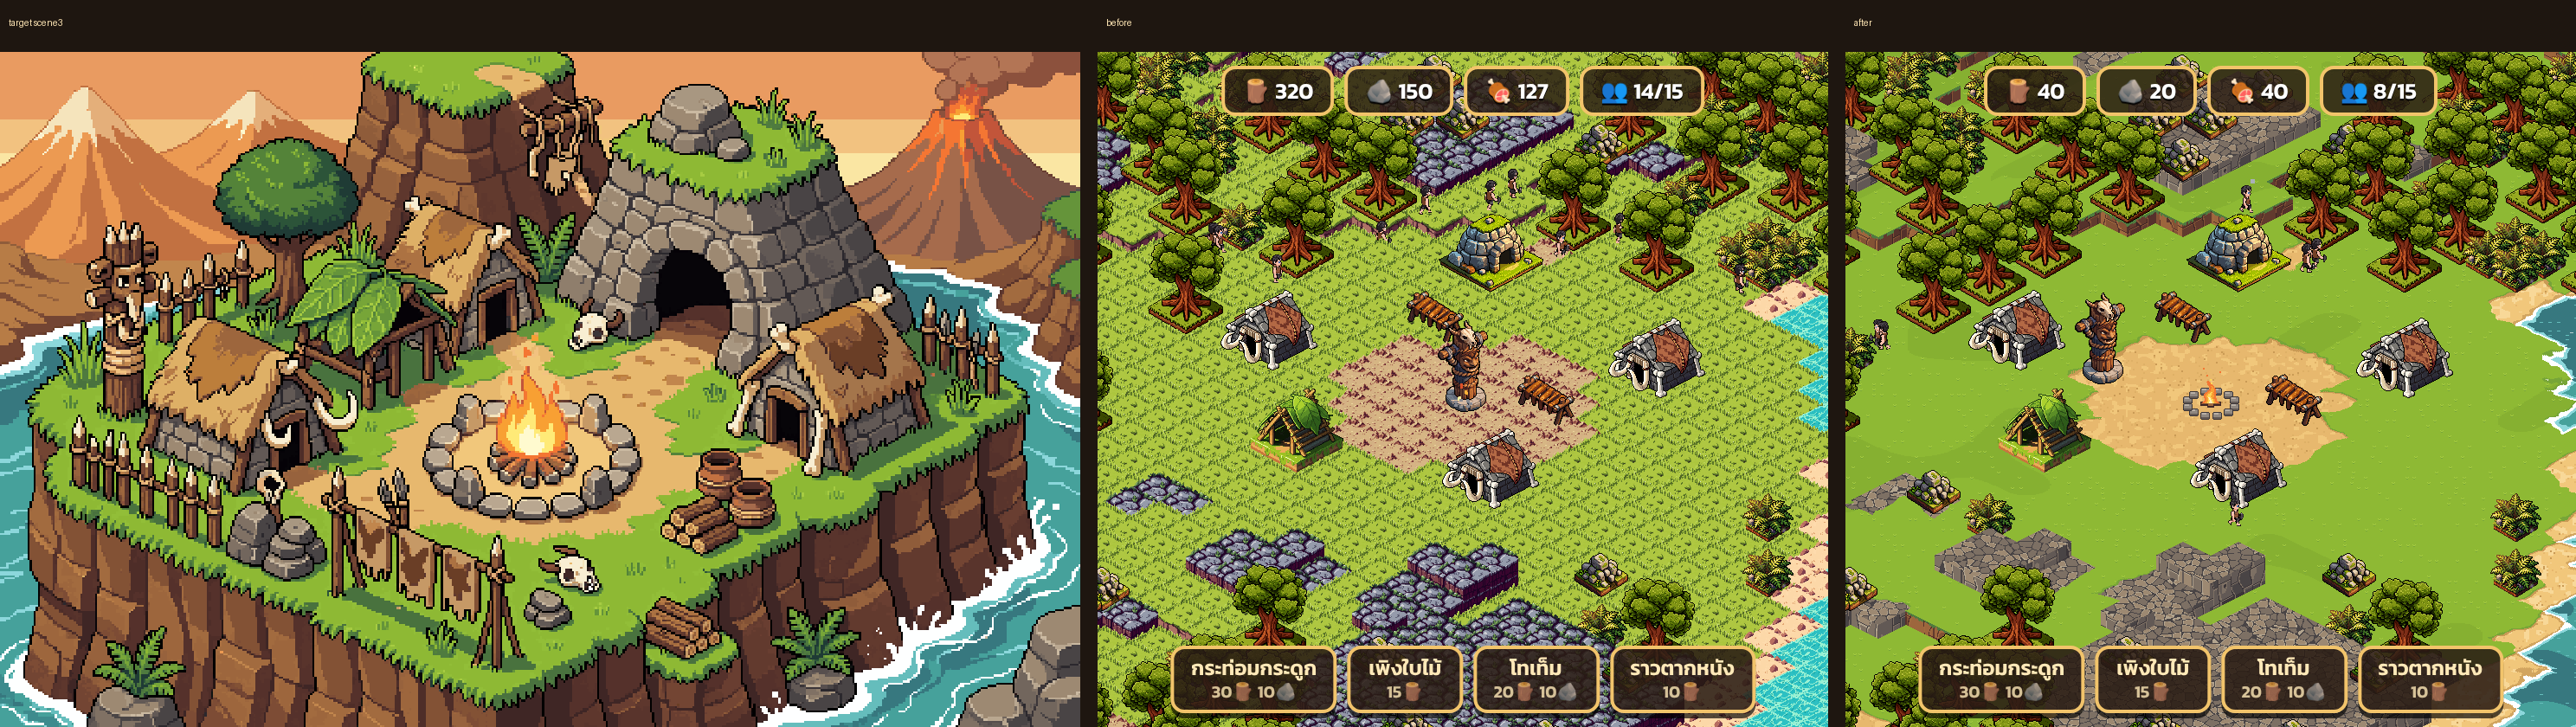 target scene3
before
after
320
150
127
14/15
40
20
40
8/15
กระท่อมกระดูก
30 10
เพิงใบไม้
15
โทเท็ม
20 10
ราวตากหนัง
10
กระท่อมกระดูก
30 10
เพิงใบไม้
15
โทเท็ม
20 10
ราวตากหนัง
10